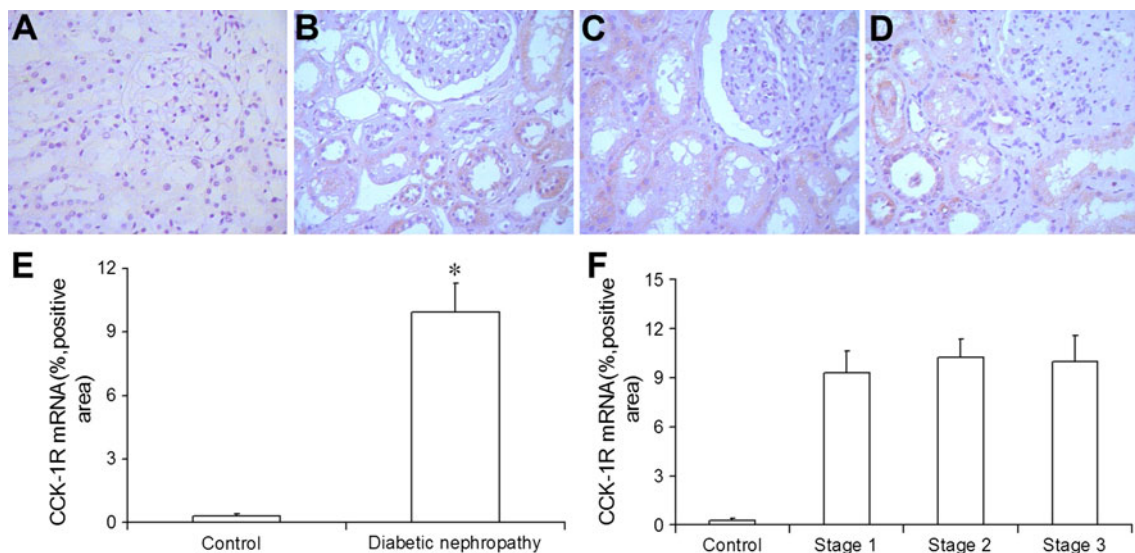 A
B
C
D
E
CCK-1R mRNA(%,positive
area)
12
9
6
3
0
*
Control
Diabetic nephropathy
F
CCK-1R mRNA(%,positive
area)
15
12
9
6
3
0
Control
Stage 1
Stage 2
Stage 3